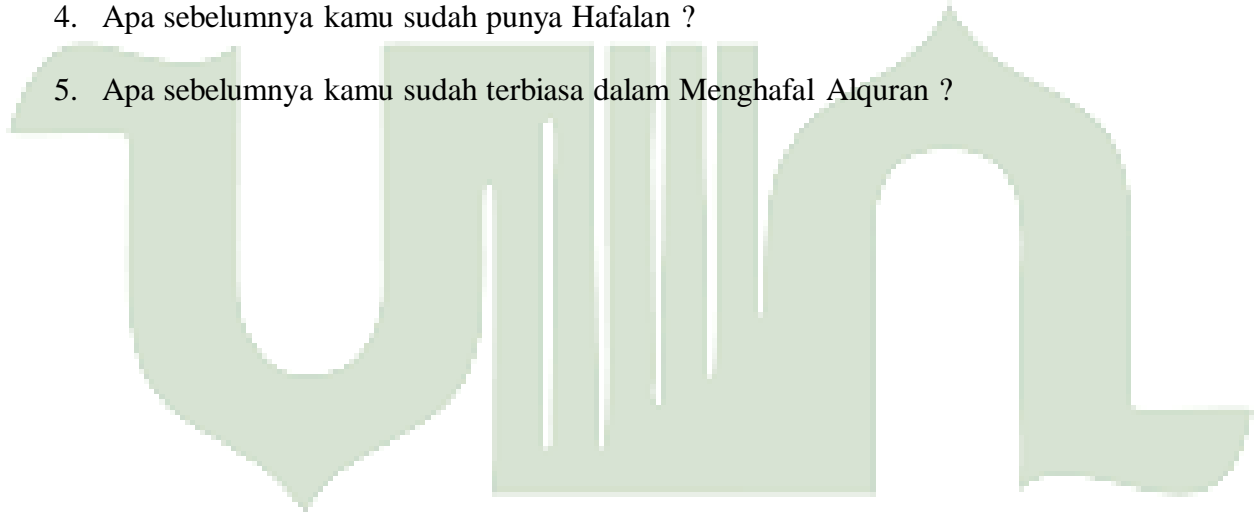 4. Apa sebelumnya kamu sudah punya Hafalan ?
5. Apa sebelumnya kamu sudah terbiasa dalam Menghafal Alquran ?